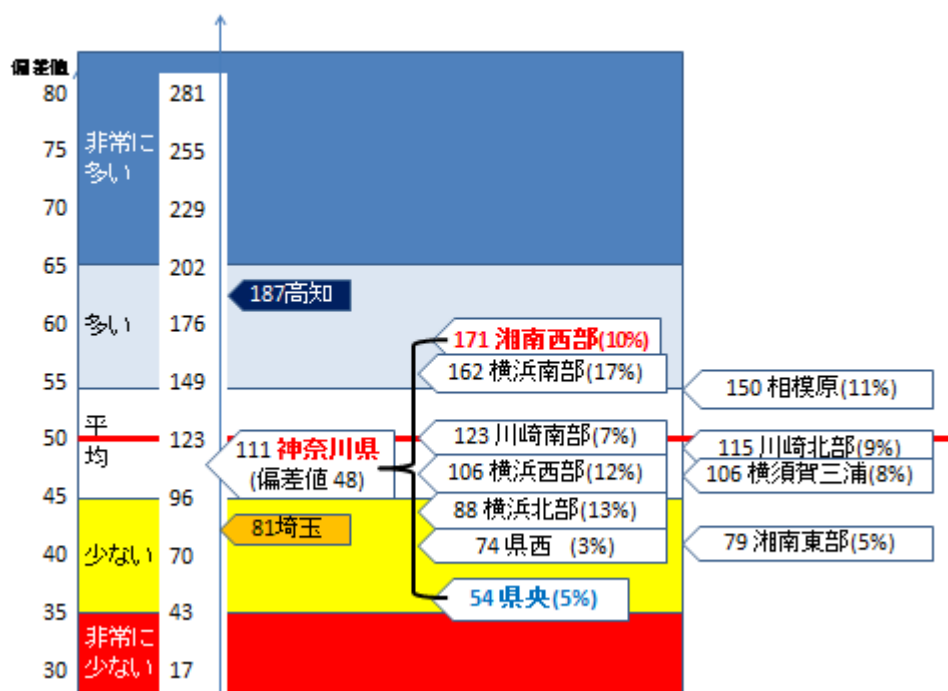 偏差値
80 281
75 非常に 255
多い
70 229
65 202
187高知
60 多い 176
171 湘南西部(10%)
162 横浜南部(17%)
55 149
150 相模原(11%)
平
50 123
均
123 川崎南部(7%)
115 川崎北部(9%)
111 神奈川県
(偏差値 48)
106 横浜西部(12%)
106 横須賀三浦(8%)
45 96
88 横浜北部(13%)
81埼玉
74 県西 (3%)
79 湘南東部(5%)
40 少ない 70
54 県央(5%)
35 43
非常に
30 少ない 17